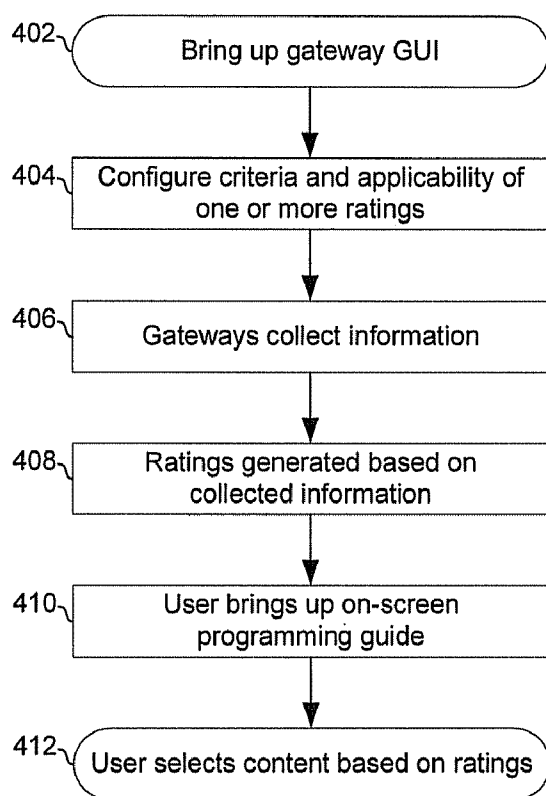 402
Bring up gateway GUI
404
Configure criteria and applicability of
one or more ratings
406
Gateways collect information
408
Ratings generated based on
collected information
410
User brings up on-screen
programming guide
412
User selects content based on ratings